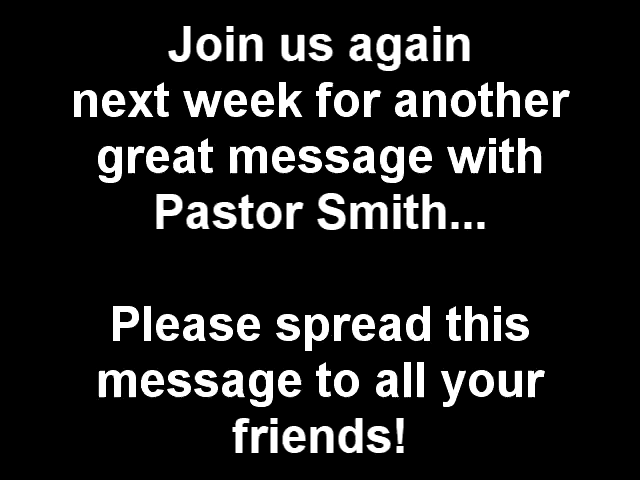 Join us again
next week for another
great message with
Pastor Smith...
Please spread this
message to all your
friends!